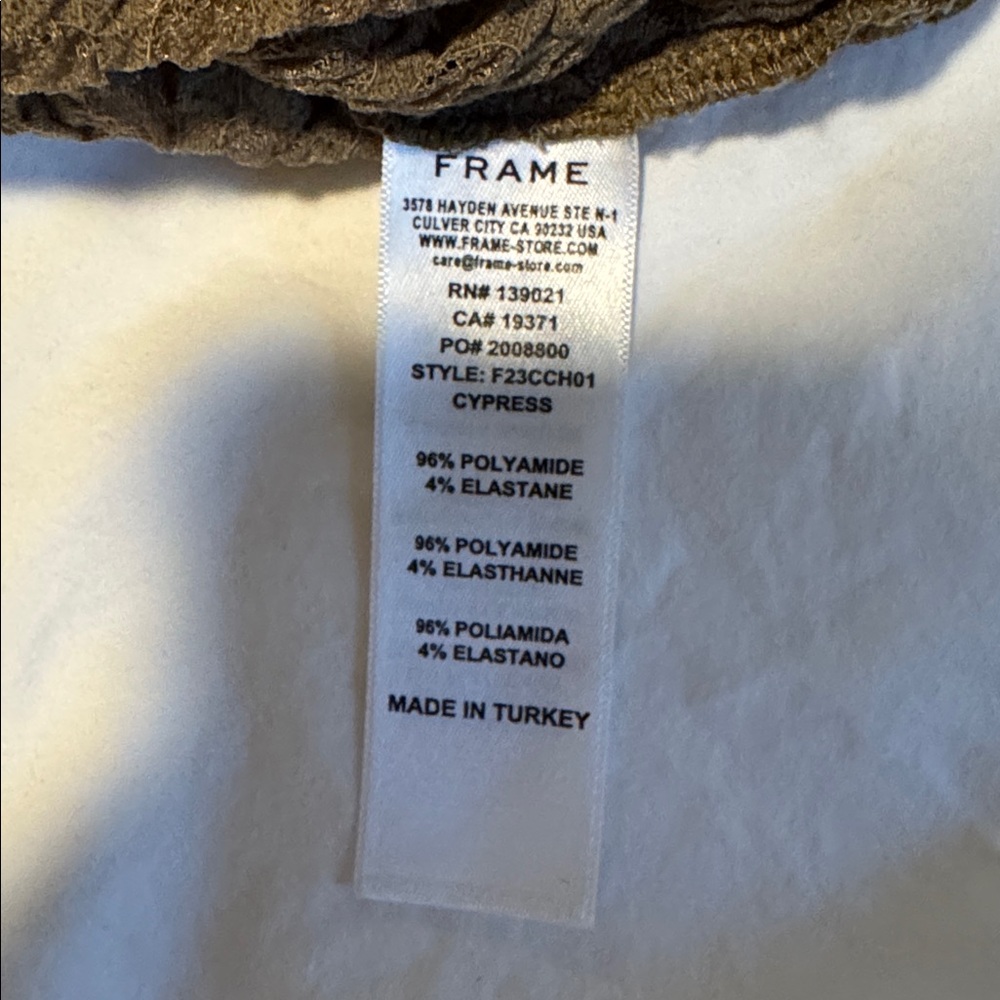 FRAME
3578 HAYDEN AVENUE STE N-1
CULVER CITY CA 90232 USA
WWW.FRAME-STORE.COM
care@frame-store.com
RN# 139021
CA# 19371
PO# 2008800
STYLE: F23CCH01
CYPRESS
96% POLYAMIDE
4% ELASTANE
96% POLYAMIDE
4% ELASTHANNE
96% POLIAMIDA
4% ELASTANO
MADE IN TURKEY